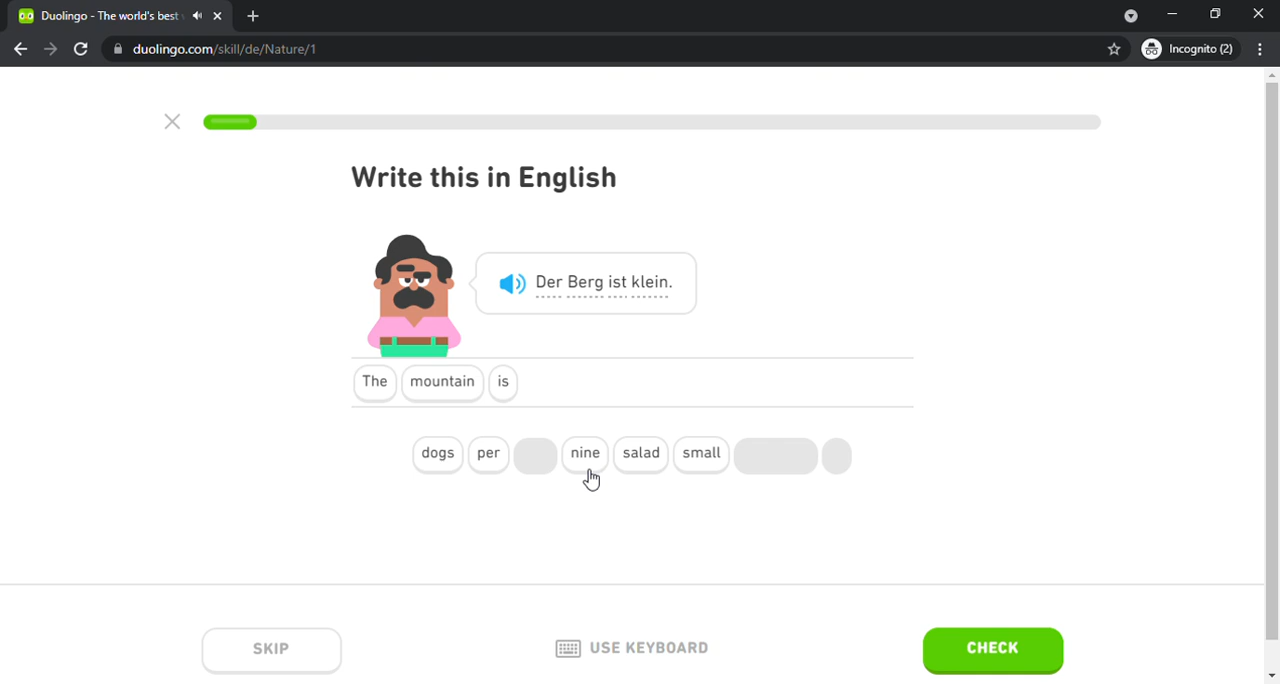 Duolingo - The world's best
duolingo.com/skill/de/Nature/1
Incognito (2)
Write this in English
Der Berg ist klein.
The mountain is
dogs per nine salad small
SKIP
USE KEYBOARD
CHECK